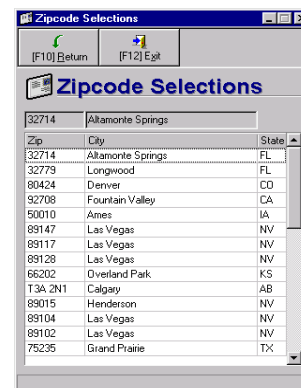 Zipcode Selections
[F10] Return [F12] Exit
Zipcode Selections
32714 Altamonte Springs
Zip City State
32714 Altamonte Springs FL
32779 Longwood FL
80424 Denver CO
92708 Fountain Valley CA
50010 Ames IA
89147 Las Vegas NV
89117 Las Vegas NV
89128 Las Vegas NV
66202 Overland Park KS
T3A 2N1 Calgary AB
89015 Henderson NV
89104 Las Vegas NV
89102 Las Vegas NV
75235 Grand Prairie TX